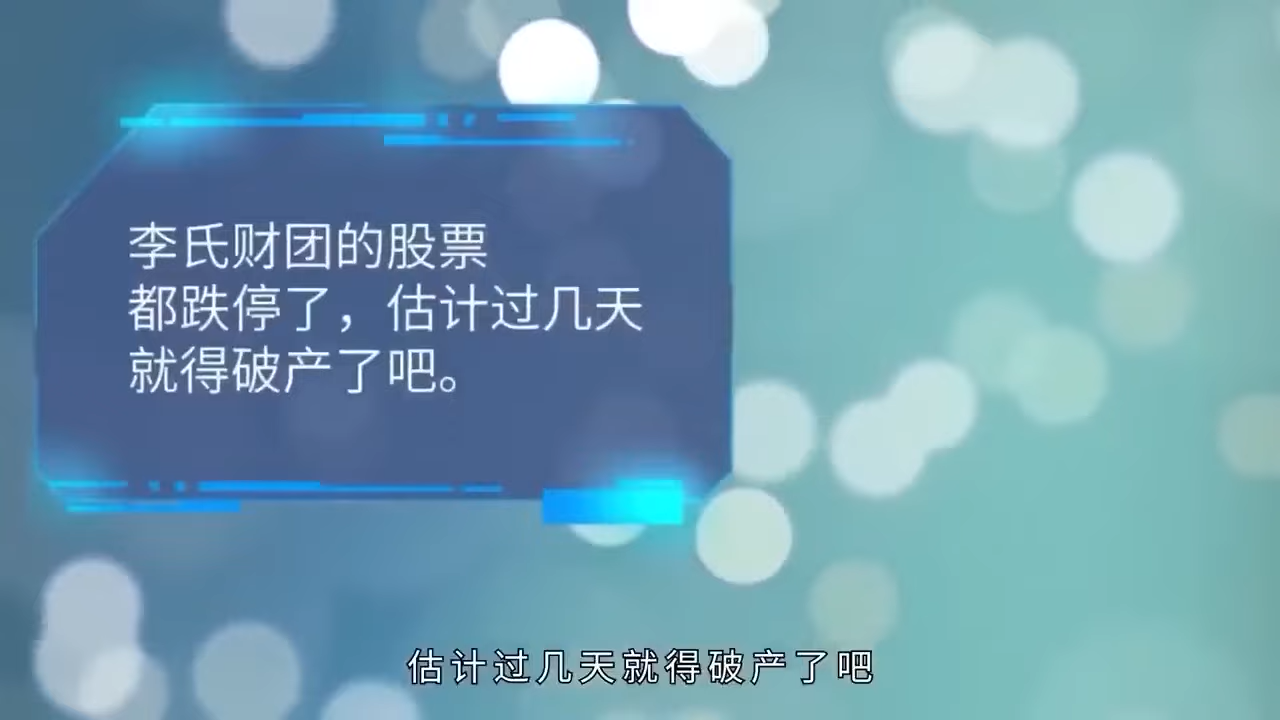 李氏财团的股票
都跌停了，估计过几天
就得破产了吧。
估计过几天就得破产了吧